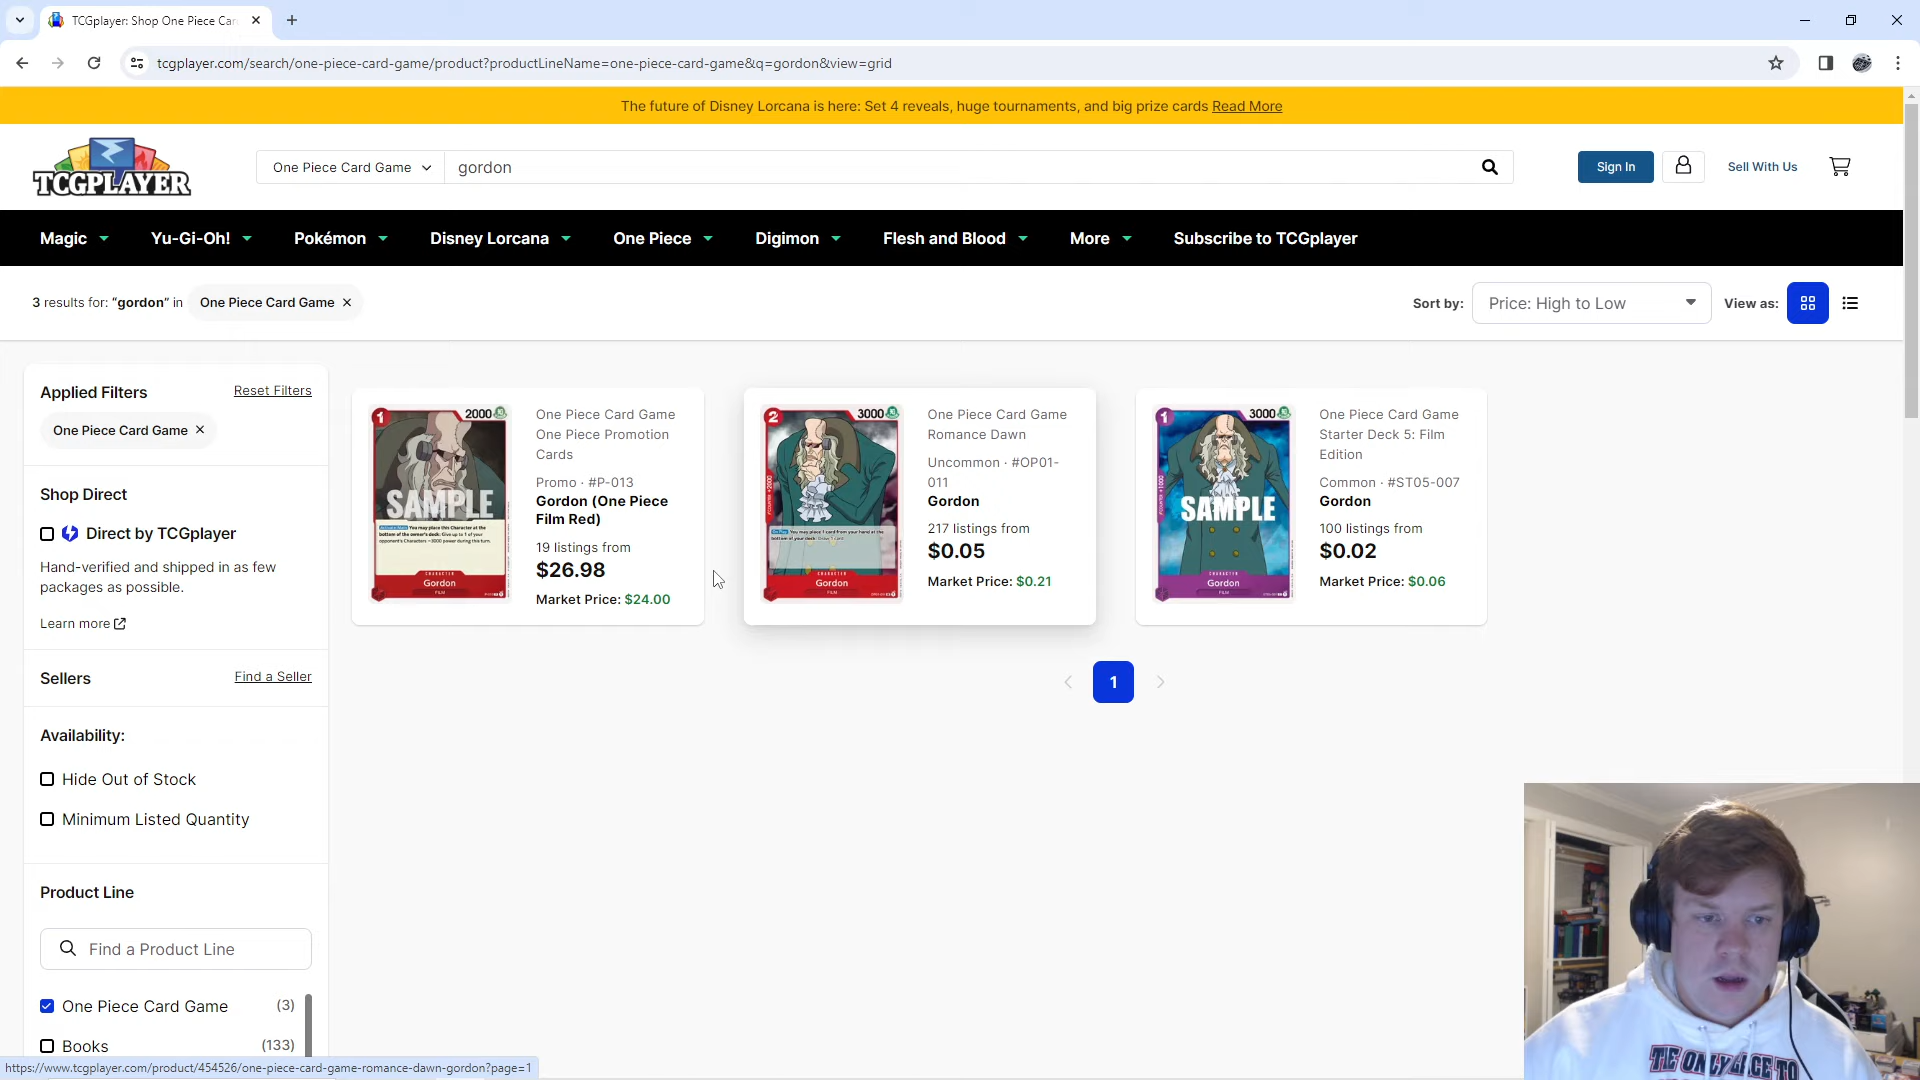 TCGplayer: Shop One Piece Car
tcgplayer.com/search/one-piece-card-game/product?productLineName=one-piece-card-game&q=gordon&view=grid
The future of Disney Lorcana is here: Set 4 reveals, huge tournaments, and big prize cards Read More
TCGPLAYER
One Piece Card Game
gordon
Sign In
Sell With Us
Magic
Yu-Gi-Oh!
Pokémon
Disney Lorcana
One Piece
Digimon
Flesh and Blood
More
Subscribe to TCGplayer
3 results for: “gordon” in
One Piece Card Game
Sort by:
Price: High to Low
View as:
Applied Filters
Reset Filters
One Piece Card Game
Shop Direct
Direct by TCGplayer
Hand-verified and shipped in as few
packages as possible.
Learn more
Sellers
Find a Seller
Availability:
Hide Out of Stock
Minimum Listed Quantity
Product Line
Find a Product Line
One Piece Card Game (3)
Books (133)
1
2000
SAMPLE
CHARACTER
Gordon
FILM
One Piece Card Game
One Piece Promotion
Cards
Promo · #P-013
Gordon (One Piece
Film Red)
19 listings from
$26.98
Market Price: $24.00
2
3000
CHARACTER
Gordon
FILM
One Piece Card Game
Romance Dawn
Uncommon · #OP01-
011
Gordon
217 listings from
$0.05
Market Price: $0.21
1
3000
SAMPLE
CHARACTER
Gordon
FILM
One Piece Card Game
Starter Deck 5: Film
Edition
Common · #ST05-007
Gordon
100 listings from
$0.02
Market Price: $0.06
1
https://www.tcgplayer.com/product/454526/one-piece-card-game-romance-dawn-gordon?page=1